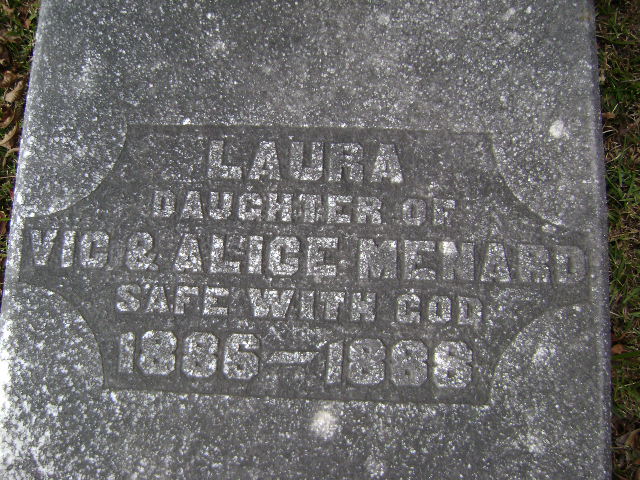 LAURA
DAUGHTER OF
VIC. & ALICE MENARD
SAFE WITH GOD.
1886 – 1888